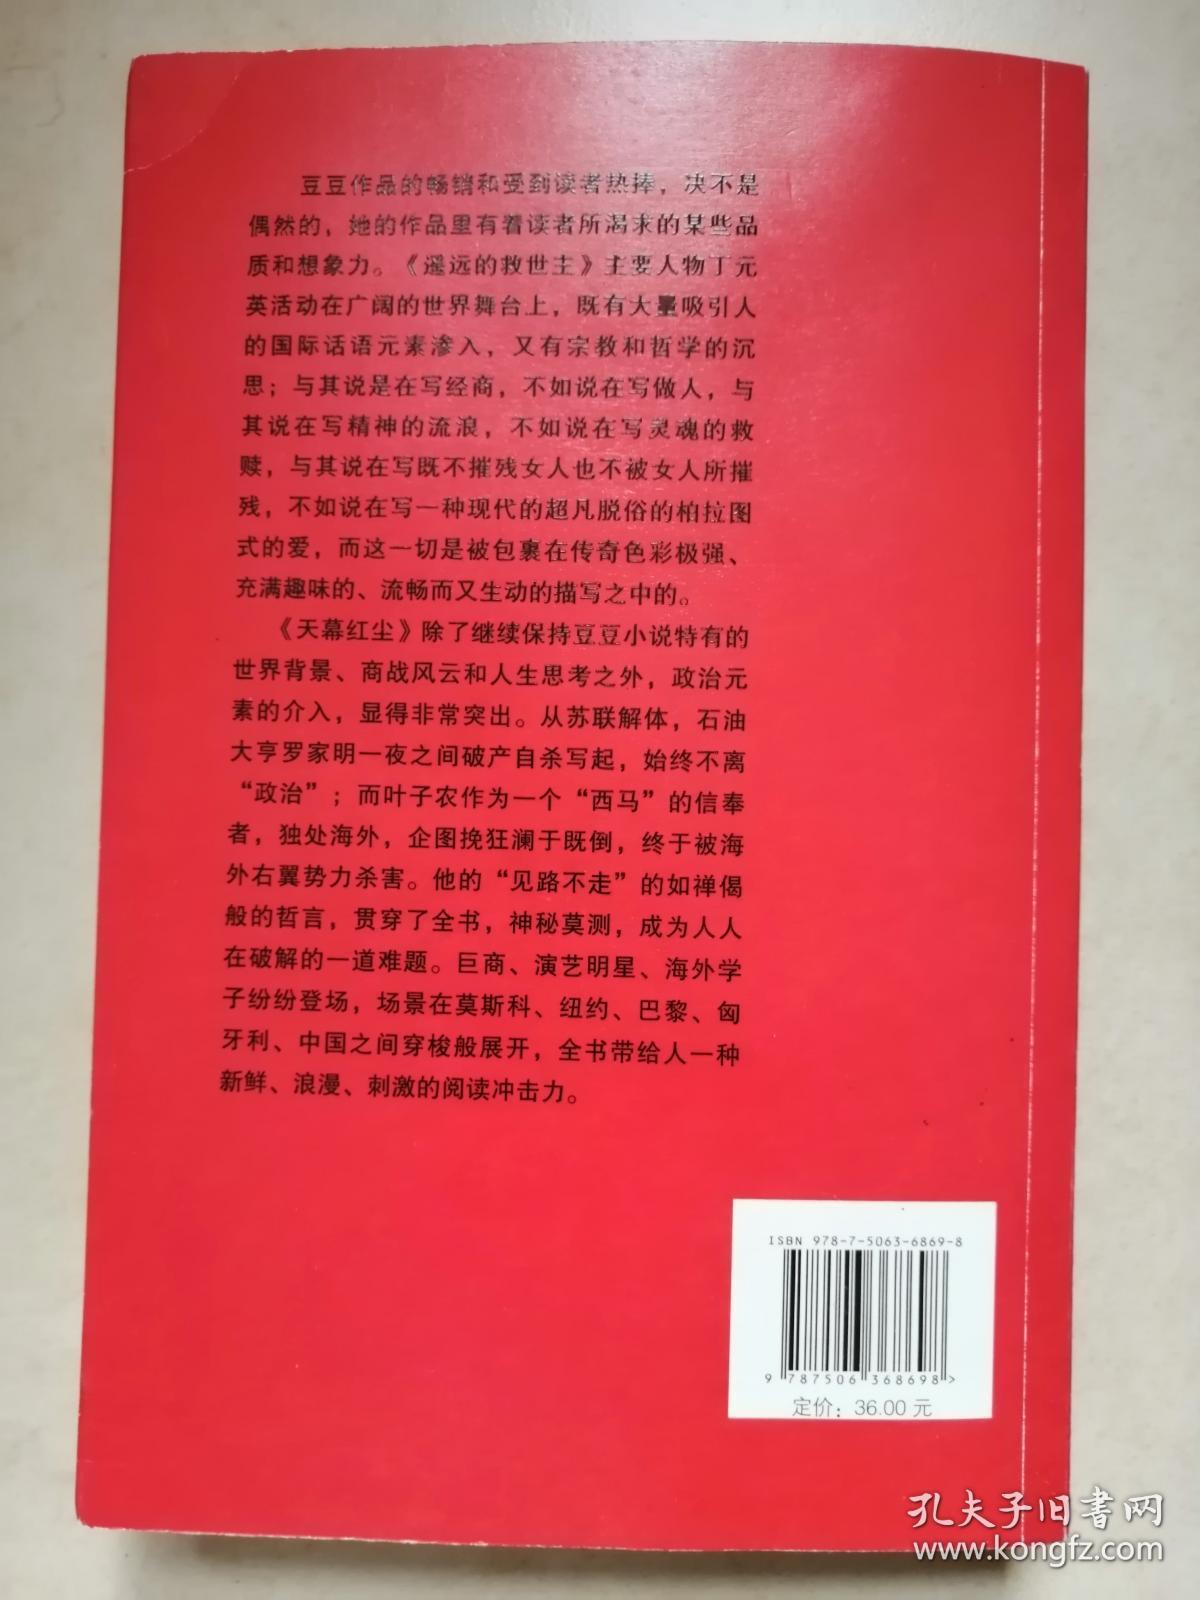 豆豆作品的畅销和受到读者热捧，决不是
偶然的，她的作品里有着读者所渴求的某些品
质和想象力。《遥远的救世主》主要人物丁元
英活动在广阔的世界舞台上，既有大量吸引人
的国际话语元素渗入，又有宗教和哲学的沉
思；与其说是在写经商，不如说在写做人，与
其说在写精神的流浪，不如说在写灵魂的救
赎，与其说在写既不摧残女人也不被女人所摧
残，不如说在写一种现代的超凡脱俗的柏拉图
式的爱，而这一切是被包裹在传奇色彩极强、
充满趣味的、流畅而又生动的描写之中的。
《天幕红尘》除了继续保持豆豆小说特有的
世界背景、商战风云和人生思考之外，政治元
素的介入，显得非常突出。从苏联解体，石油
大亨罗家明一夜之间破产自杀写起，始终不离
“政治”；而叶子农作为一个“西马”的信奉
者，独处海外，企图挽狂澜于既倒，终于被海
外右翼势力杀害。他的“见路不走”的如禅偈
般的哲言，贯穿了全书，神秘莫测，成为人人
在破解的一道难题。巨商、演艺明星、海外学
子纷纷登场，场景在莫斯科、纽约、巴黎、匈
牙利、中国之间穿梭般展开，全书带给人一种
新鲜、浪漫、刺激的阅读冲击力。
ISBN 978-7-5063-6869-8
9 787506 368698 >
定价：36.00 元
孔夫子旧书网
www.kongfz.com